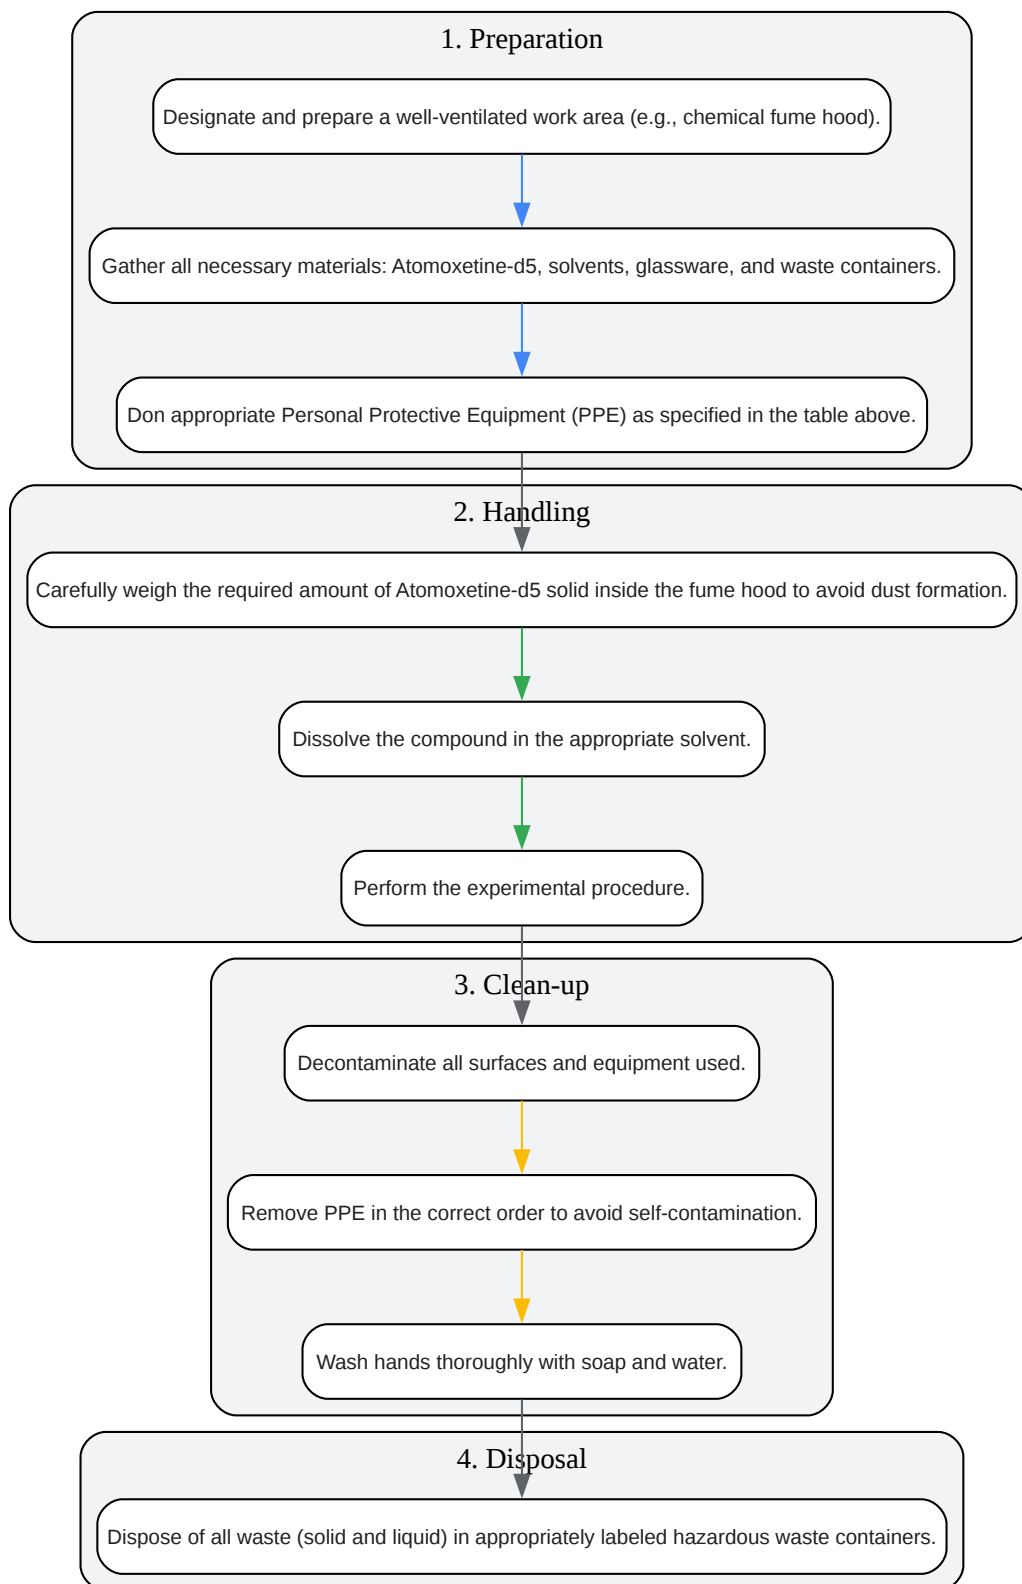 1. Preparation
Designate and prepare a well-ventilated work area (e.g., chemical fume hood).
Gather all necessary materials: Atomoxetine-d5, solvents, glassware, and waste containers.
Don appropriate Personal Protective Equipment (PPE) as specified in the table above.
2. Handling
Carefully weigh the required amount of Atomoxetine-d5 solid inside the fume hood to avoid dust formation.
Dissolve the compound in the appropriate solvent.
Perform the experimental procedure.
3. Clean-up
Decontaminate all surfaces and equipment used.
Remove PPE in the correct order to avoid self-contamination.
Wash hands thoroughly with soap and water.
4. Disposal
Dispose of all waste (solid and liquid) in appropriately labeled hazardous waste containers.